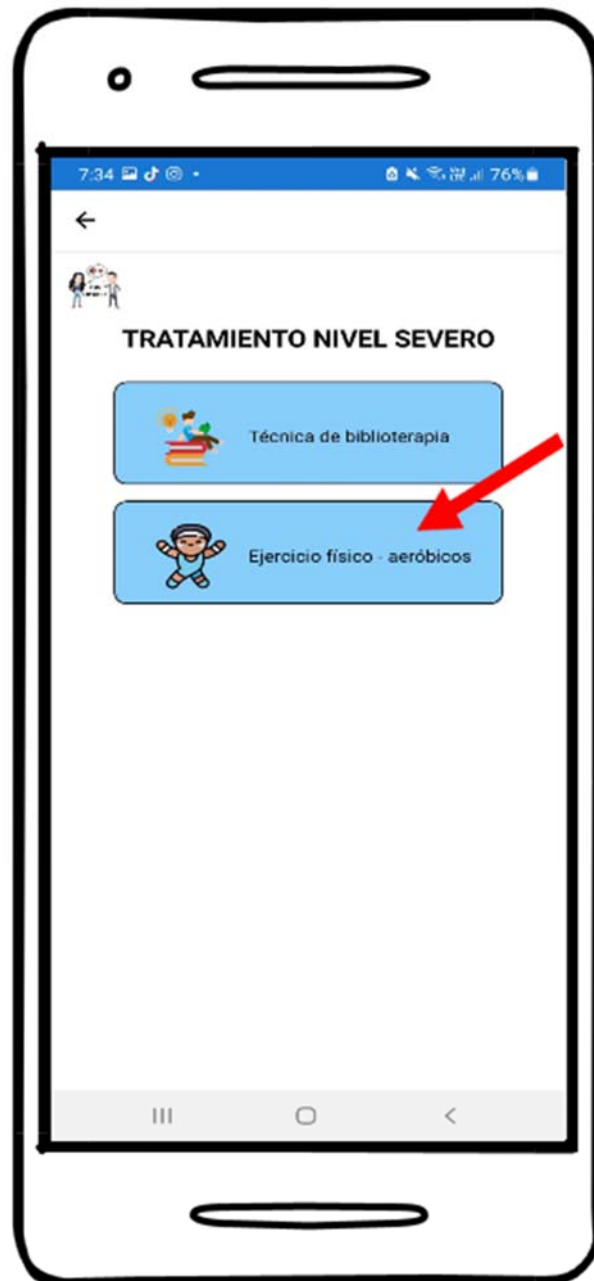 7:34
76%
TRATAMIENTO NIVEL SEVERO
Técnica de biblioterapia
Ejercicio físico - aeróbicos